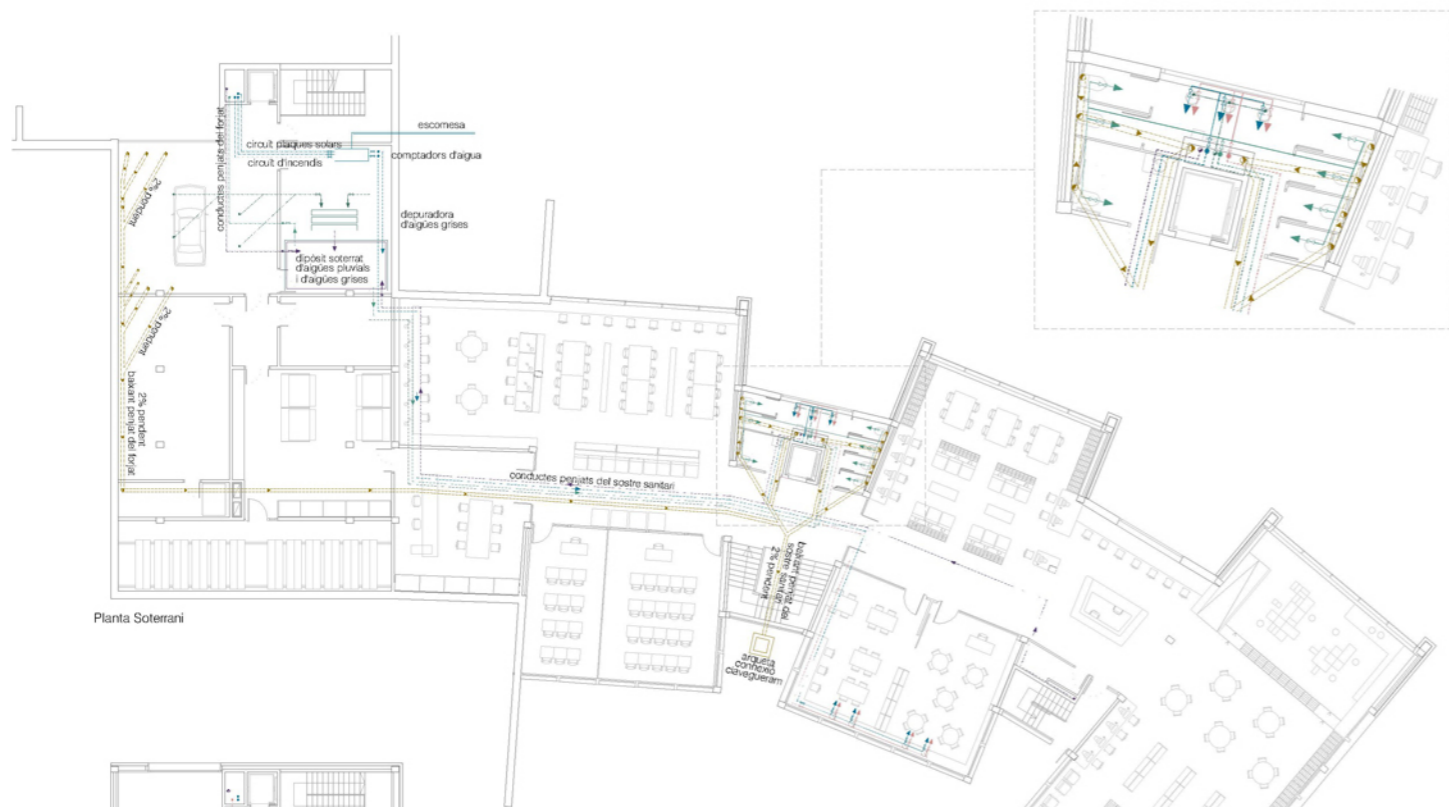 escomesa
conductes penjats del forjat
circuit plaques solars
circuit d'incendis
comptadors d'aigua
2% pendent
depuradora
d'aigües grises
dipòsit soterrat
d'aigües pluvials
i d'aigües grises
2% pendent
2% pendent
baixant penjat del forjat
conductes penjats del sostre sanitari
baixant penjat del
sostre sanitari
2% pendent
Planta Soterrani
arqueta
connexió
clavegueram